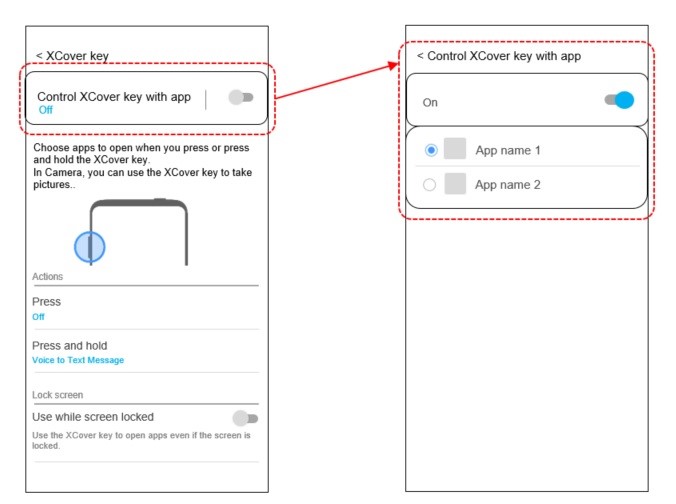 < XCover key
Control XCover key with app
Off
Choose apps to open when you press or press
and hold the XCover key.
In Camera, you can use the XCover key to take
pictures..
Actions
Press
Off
Press and hold
Voice to Text Message
Lock screen
Use while screen locked
Use the XCover key to open apps even if the screen is
locked.
< Control XCover key with app
On
App name 1
App name 2